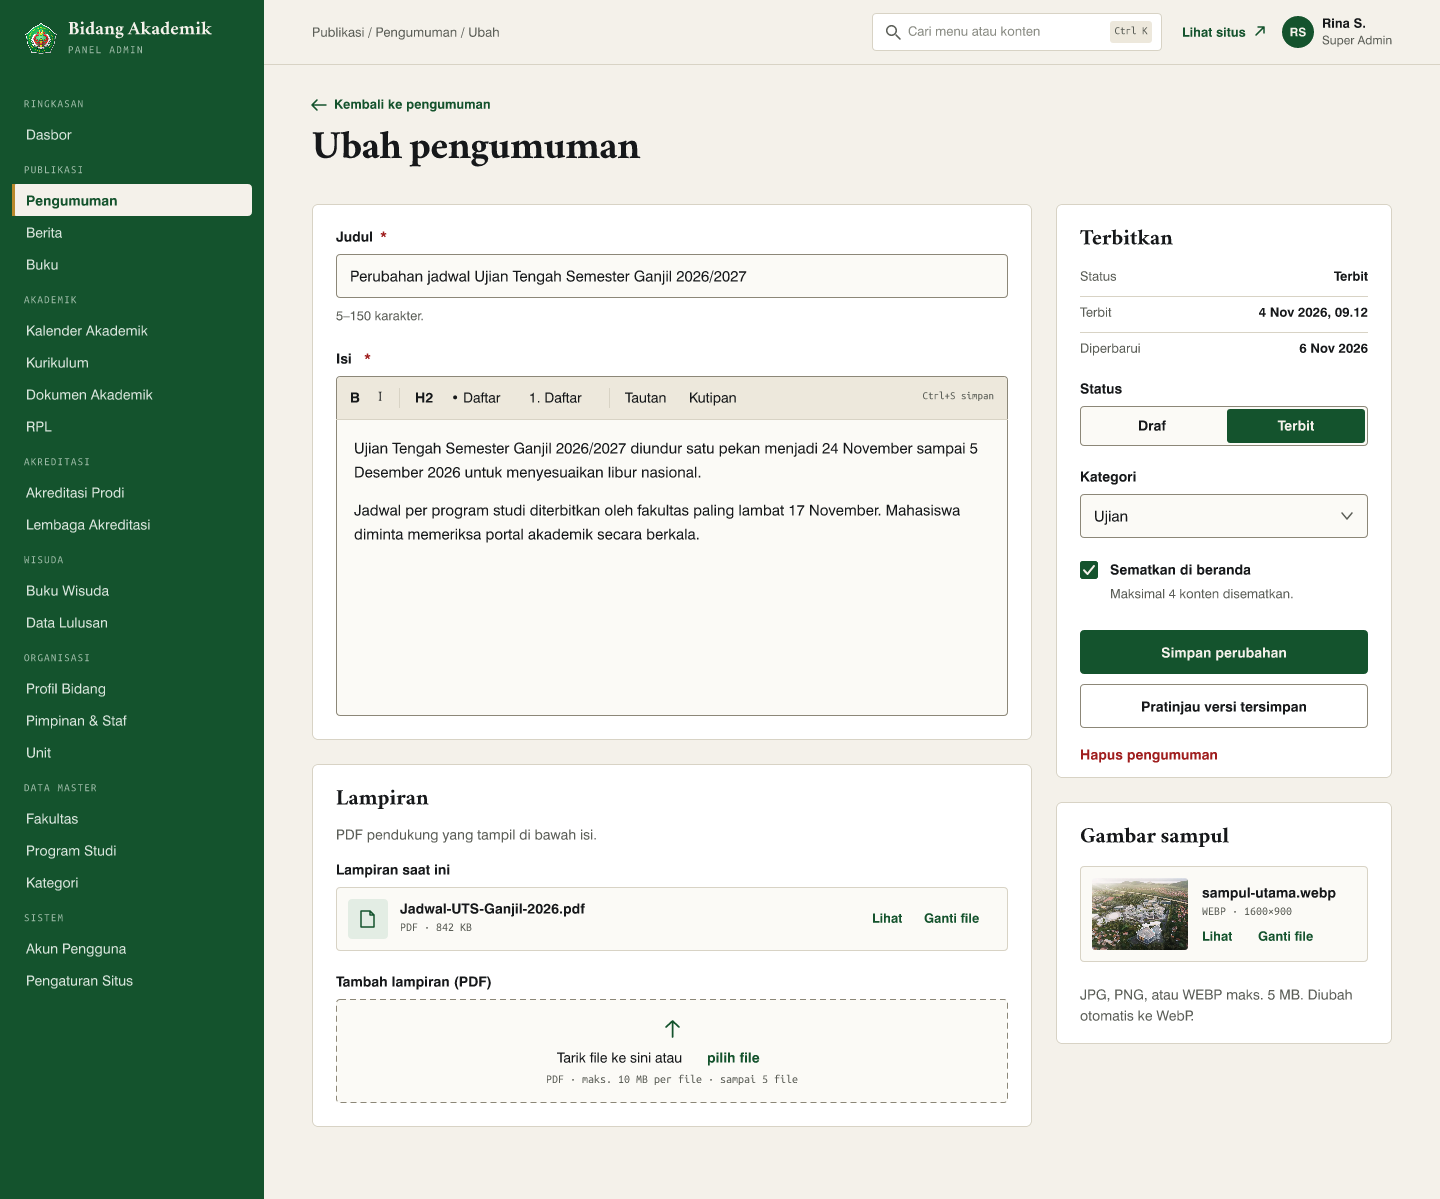 Bidang Akademik
PANEL ADMIN
RINGKASAN
Dasbor
PUBLIKASI
Pengumuman
Berita
Buku
AKADEMIK
Kalender Akademik
Kurikulum
Dokumen Akademik
RPL
AKREDITASI
Akreditasi Prodi
Lembaga Akreditasi
WISUDA
Buku Wisuda
Data Lulusan
ORGANISASI
Profil Bidang
Pimpinan & Staf
Unit
DATA MASTER
Fakultas
Program Studi
Kategori
SISTEM
Akun Pengguna
Pengaturan Situs
Publikasi / Pengumuman / Ubah
Cari menu atau konten
Ctrl K
Lihat situs
RS
Rina S.
Super Admin
Kembali ke pengumuman
Ubah pengumuman
Judul *
Perubahan jadwal Ujian Tengah Semester Ganjil 2026/2027
5–150 karakter.
Isi *
B I H2 • Daftar 1. Daftar Tautan Kutipan Ctrl+S simpan
Ujian Tengah Semester Ganjil 2026/2027 diundur satu pekan menjadi 24 November sampai 5
Desember 2026 untuk menyesuaikan libur nasional.
Jadwal per program studi diterbitkan oleh fakultas paling lambat 17 November. Mahasiswa
diminta memeriksa portal akademik secara berkala.
Lampiran
PDF pendukung yang tampil di bawah isi.
Lampiran saat ini
Jadwal-UTS-Ganjil-2026.pdf
PDF · 842 KB
Lihat Ganti file
Tambah lampiran (PDF)
Tarik file ke sini atau pilih file
PDF · maks. 10 MB per file · sampai 5 file
Terbitkan
Status Terbit
Terbit 4 Nov 2026, 09.12
Diperbarui 6 Nov 2026
Status
Draf Terbit
Kategori
Ujian
Sematkan di beranda
Maksimal 4 konten disematkan.
Simpan perubahan
Pratinjau versi tersimpan
Hapus pengumuman
Gambar sampul
sampul-utama.webp
WEBP · 1600×900
Lihat Ganti file
JPG, PNG, atau WEBP maks. 5 MB. Diubah
otomatis ke WebP.